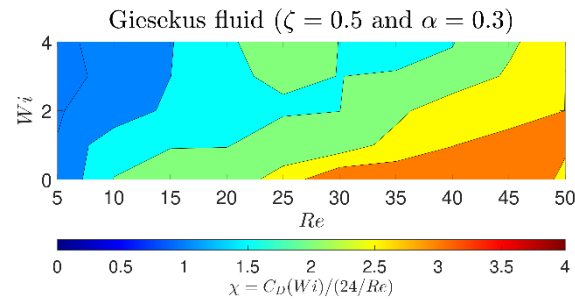 Giesekus fluid (ζ = 0.5 and α = 0.3)
4
2
0
Wi
5 10 15 20 25 30 35 40 45 50
Re
0 0.5 1 1.5 2 2.5 3 3.5 4
χ = C_D(Wi)/(24/Re)